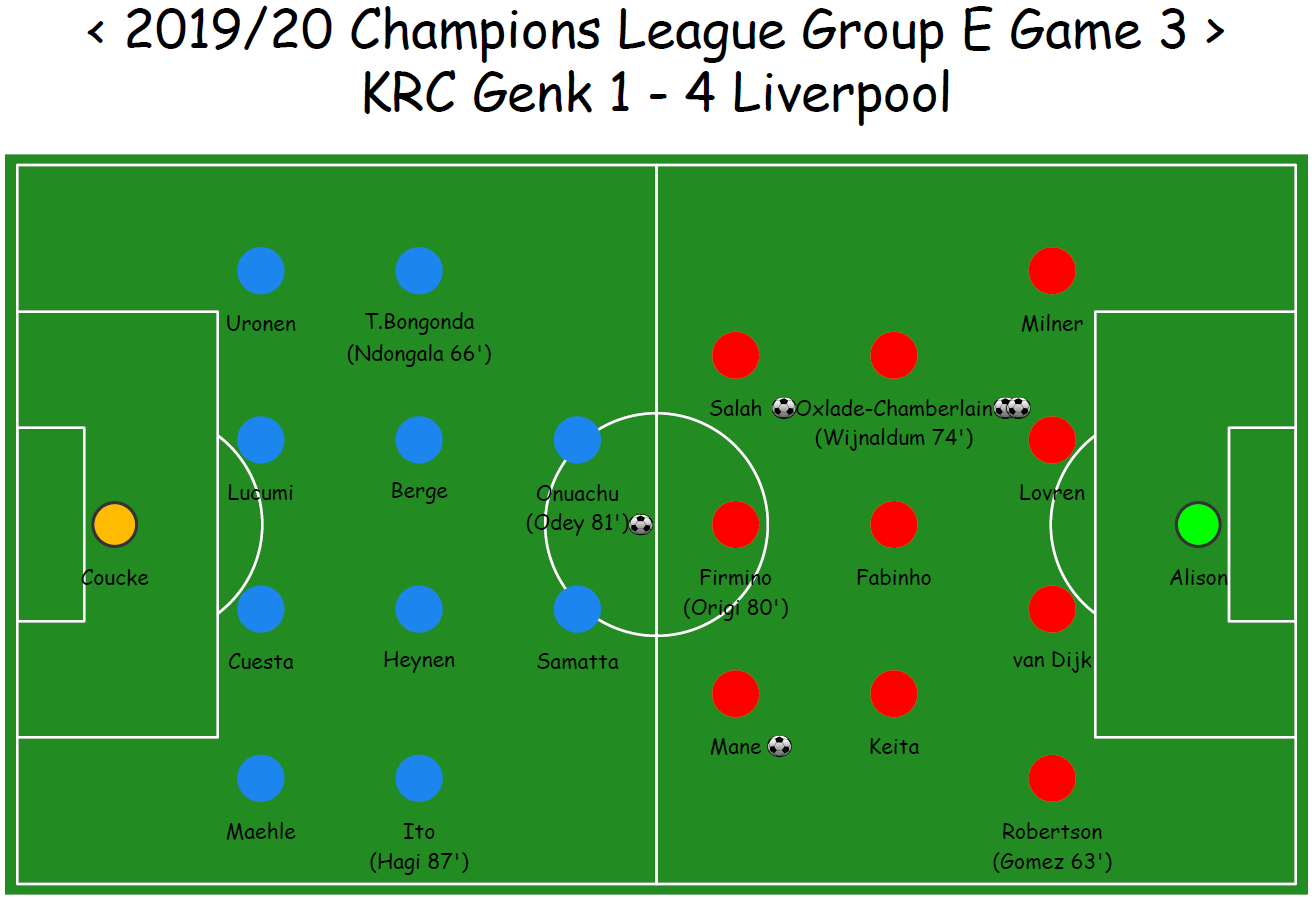 < 2019/20 Champions League Group E Game 3 >
KRC Genk 1 - 4 Liverpool
Uronen
T.Bongonda
(Ndongala 66')
Milner
Salah
Oxlade-Chamberlain
(Wijnaldum 74')
Lucumi
Berge
Onuachu
(Odey 81')
Lovren
Coucke
Firmino
(Origi 80')
Fabinho
Alison
Cuesta
Heynen
Samatta
van Dijk
Mane
Keita
Maehle
Ito
(Hagi 87')
Robertson
(Gomez 63')